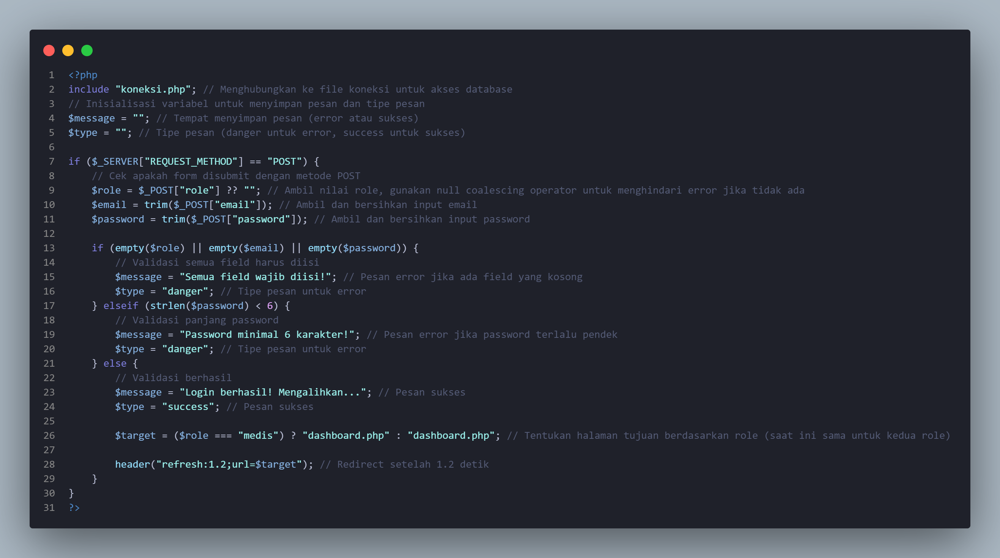 1 <?php
2 include "koneksi.php"; // Menghubungkan ke file koneksi untuk akses database
3 // Inisialisasi variabel untuk menyimpan pesan dan tipe pesan
4 $message = ""; // Tempat menyimpan pesan (error atau sukses)
5 $type = ""; // Tipe pesan (danger untuk error, success untuk sukses)
6
7 if ($_SERVER["REQUEST_METHOD"] == "POST") {
8     // Cek apakah form disubmit dengan metode POST
9     $role = $_POST["role"] ?? ""; // Ambil nilai role, gunakan null coalescing operator untuk menghindari error jika tidak ada
10     $email = trim($_POST["email"]); // Ambil dan bersihkan input email
11     $password = trim($_POST["password"]); // Ambil dan bersihkan input password
12
13     if (empty($role) || empty($email) || empty($password)) {
14         // Validasi semua field harus diisi
15         $message = "Semua field wajib diisi!"; // Pesan error jika ada field yang kosong
16         $type = "danger"; // Tipe pesan untuk error
17     } elseif (strlen($password) < 6) {
18         // Validasi panjang password
19         $message = "Password minimal 6 karakter!"; // Pesan error jika password terlalu pendek
20         $type = "danger"; // Tipe pesan untuk error
21     } else {
22         // Validasi berhasil
23         $message = "Login berhasil! Mengalihkan..."; // Pesan sukses
24         $type = "success"; // Pesan sukses
25
26         $target = ($role === "medis") ? "dashboard.php" : "dashboard.php"; // Tentukan halaman tujuan berdasarkan role (saat ini sama untuk kedua role)
27
28         header("refresh:1.2;url=$target"); // Redirect setelah 1.2 detik
29     }
30 }
31 ?>